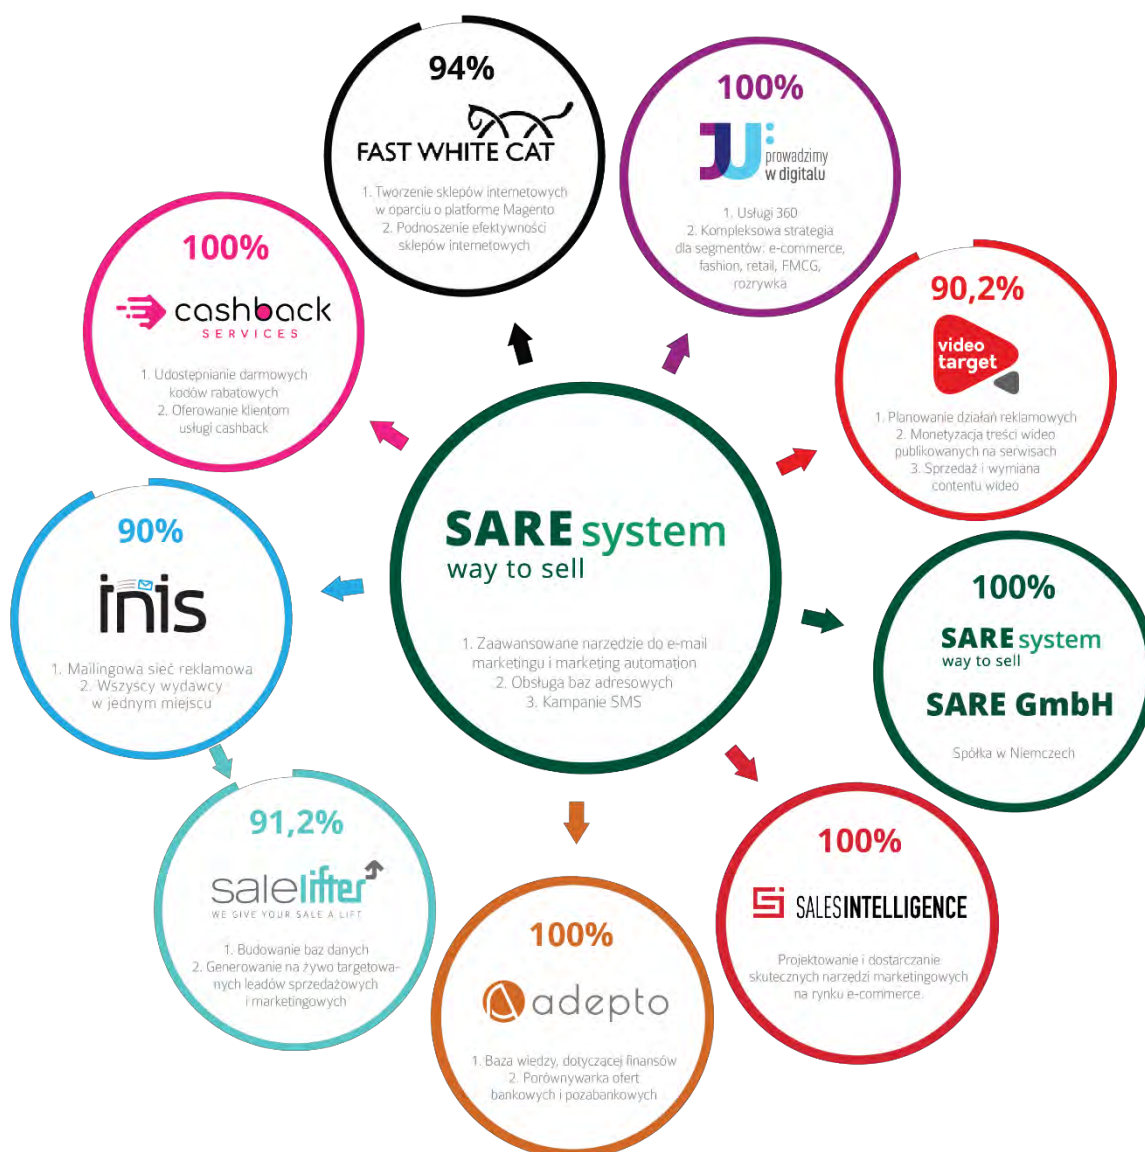 94%
FAST WHITE CAT
1. Tworzenie sklepów internetowych
w oparciu o platformę Magento
2. Podnoszenie efektywności
sklepów internetowych
100%
JU:
prowadzimy
w digitalu
1. Usługi 360
2. Kompleksowa strategia
dla segmentów: e-commerce,
fashion, retail, FMCG,
rozrywka
100%
cashback
SERVICES
1. Udostępnianie darmowych
kodów rabatowych
2. Oferowanie klientom
usługi cashback
90,2%
video
target
1. Planowanie działań reklamowych
2. Monetyzacja treści wideo
publikowanych na serwisach
3. Sprzedaż i wymiana
contentu wideo
SARE system
way to sell
1. Zaawansowane narzędzie do e-mail
marketingu i marketing automation
2. Obsługa baz adresowych
3. Kampanie SMS
90%
inis
1. Mailingowa sieć reklamowa
2. Wszyscy wydawcy
w jednym miejscu
100%
SARE system
way to sell
SARE GmbH
Spółka w Niemczech
91,2%
salelifter
WE GIVE YOUR SALE A LIFT
1. Budowanie baz danych
2. Generowanie na żywo targetowa-
nych leadów sprzedażowych
i marketingowych
100%
adepto
1. Baza wiedzy, dotyczącej finansów
2. Porównywarka ofert
bankowych i pozabankowych
100%
SALESINTELLIGENCE
Projektowanie i dostarczanie
skutecznych narzędzi marketingowych
na rynku e-commerce.